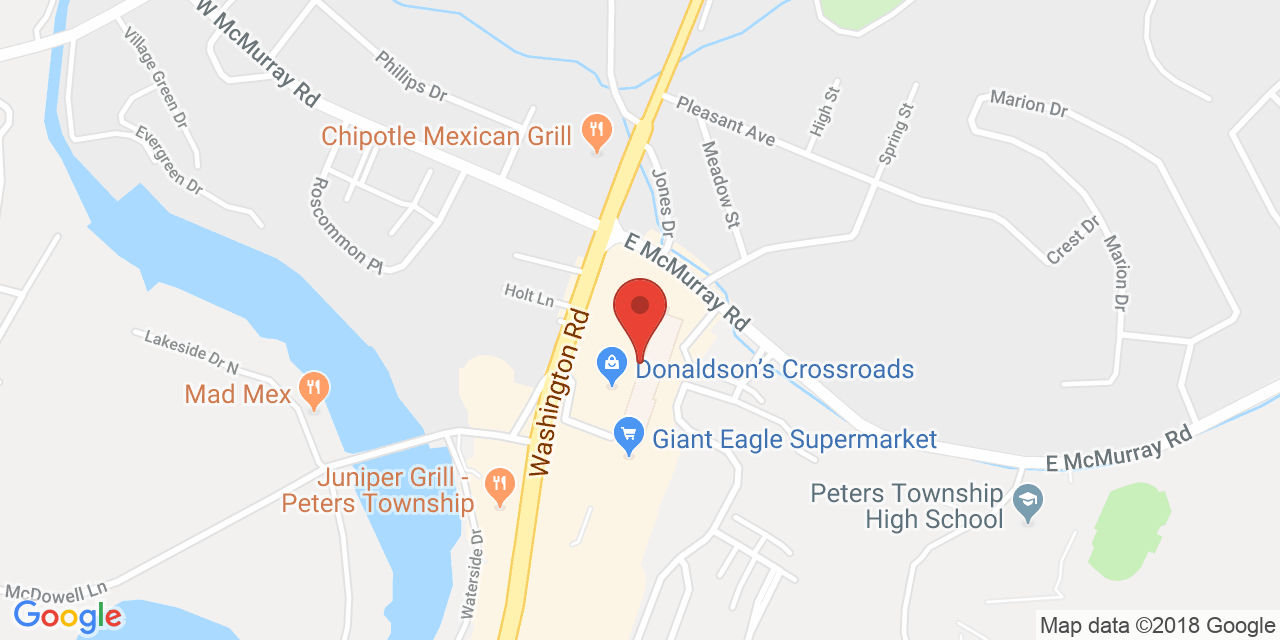 W McMurray Rd
Village Green Dr
Phillips Dr
Evergreen Dr
Chipotle Mexican Grill
Roscommon Pl
Pleasant Ave
High St
Spring St
Marion Dr
Meadow St
Jones Dr
Crest Dr
Marion Dr
E McMurray Rd
Holt Ln
Lakeside Dr N
Mad Mex
Washington Rd
Donaldson's Crossroads
Giant Eagle Supermarket
E McMurray Rd
Juniper Grill -
Peters Township
Peters Township
High School
Waterside Dr
McDowell Ln
Google
Map data ©2018 Google